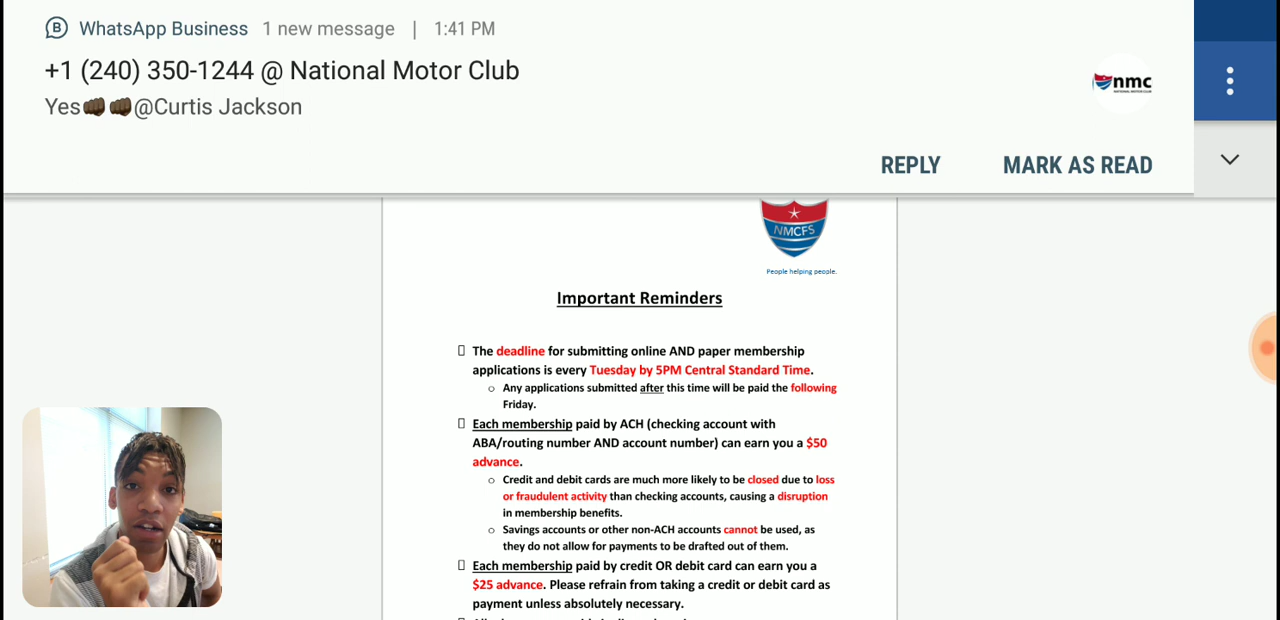 WhatsApp Business 1 new message | 1:41 PM
+1 (240) 350-1244 @ National Motor Club
Yes✊🏿✊🏿@Curtis Jackson
nmc
NATIONAL MOTOR CLUB
REPLY MARK AS READ
NMCFS
People helping people.
Important Reminders
The deadline for submitting online AND paper membership
applications is every Tuesday by 5PM Central Standard Time.
o Any applications submitted after this time will be paid the following
Friday.
Each membership paid by ACH (checking account with
ABA/routing number AND account number) can earn you a $50
advance.
o Credit and debit cards are much more likely to be closed due to loss
or fraudulent activity than checking accounts, causing a disruption
in membership benefits.
o Savings accounts or other non-ACH accounts cannot be used, as
they do not allow for payments to be drafted out of them.
Each membership paid by credit OR debit card can earn you a
$25 advance. Please refrain from taking a credit or debit card as
payment unless absolutely necessary.